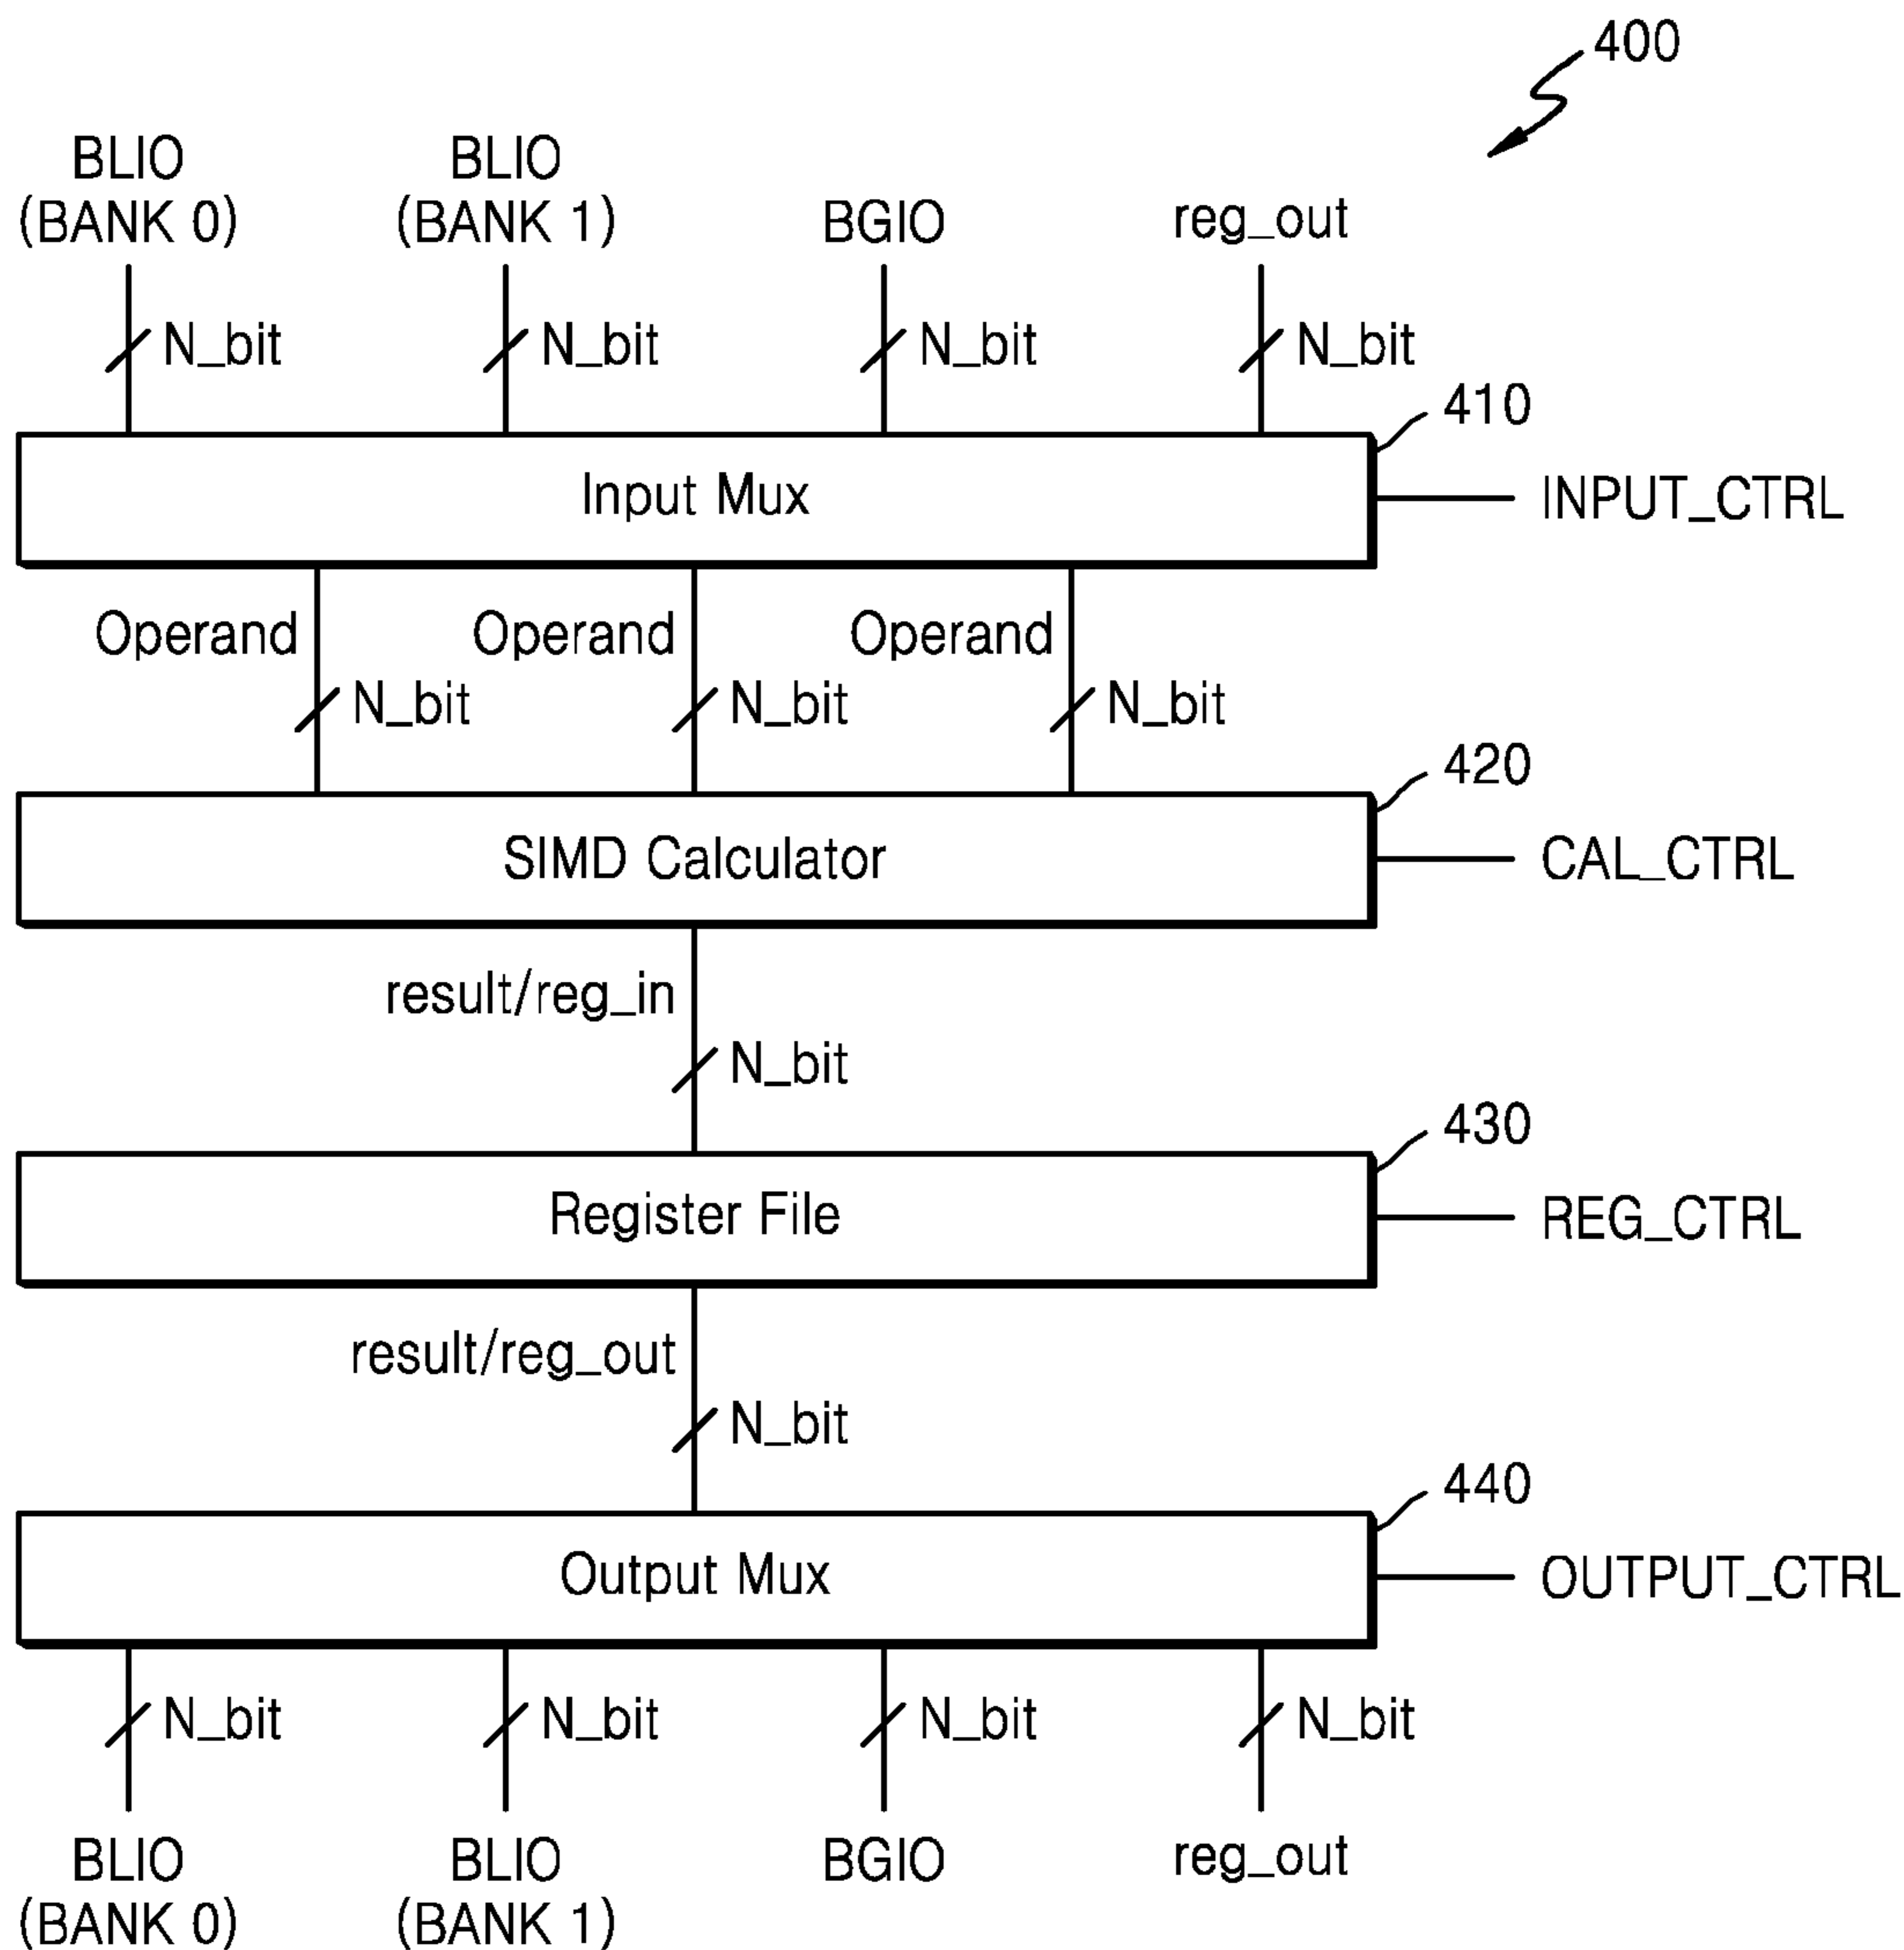 400
BLIO
(BANK 0)
BLIO
(BANK 1)
BGIO
reg_out
N_bit
N_bit
N_bit
N_bit
410
Input Mux
INPUT_CTRL
Operand
Operand
Operand
N_bit
N_bit
N_bit
420
SIMD Calculator
CAL_CTRL
result/reg_in
N_bit
430
Register File
REG_CTRL
result/reg_out
N_bit
440
Output Mux
OUTPUT_CTRL
N_bit
N_bit
N_bit
N_bit
BLIO
(BANK 0)
BLIO
(BANK 1)
BGIO
reg_out